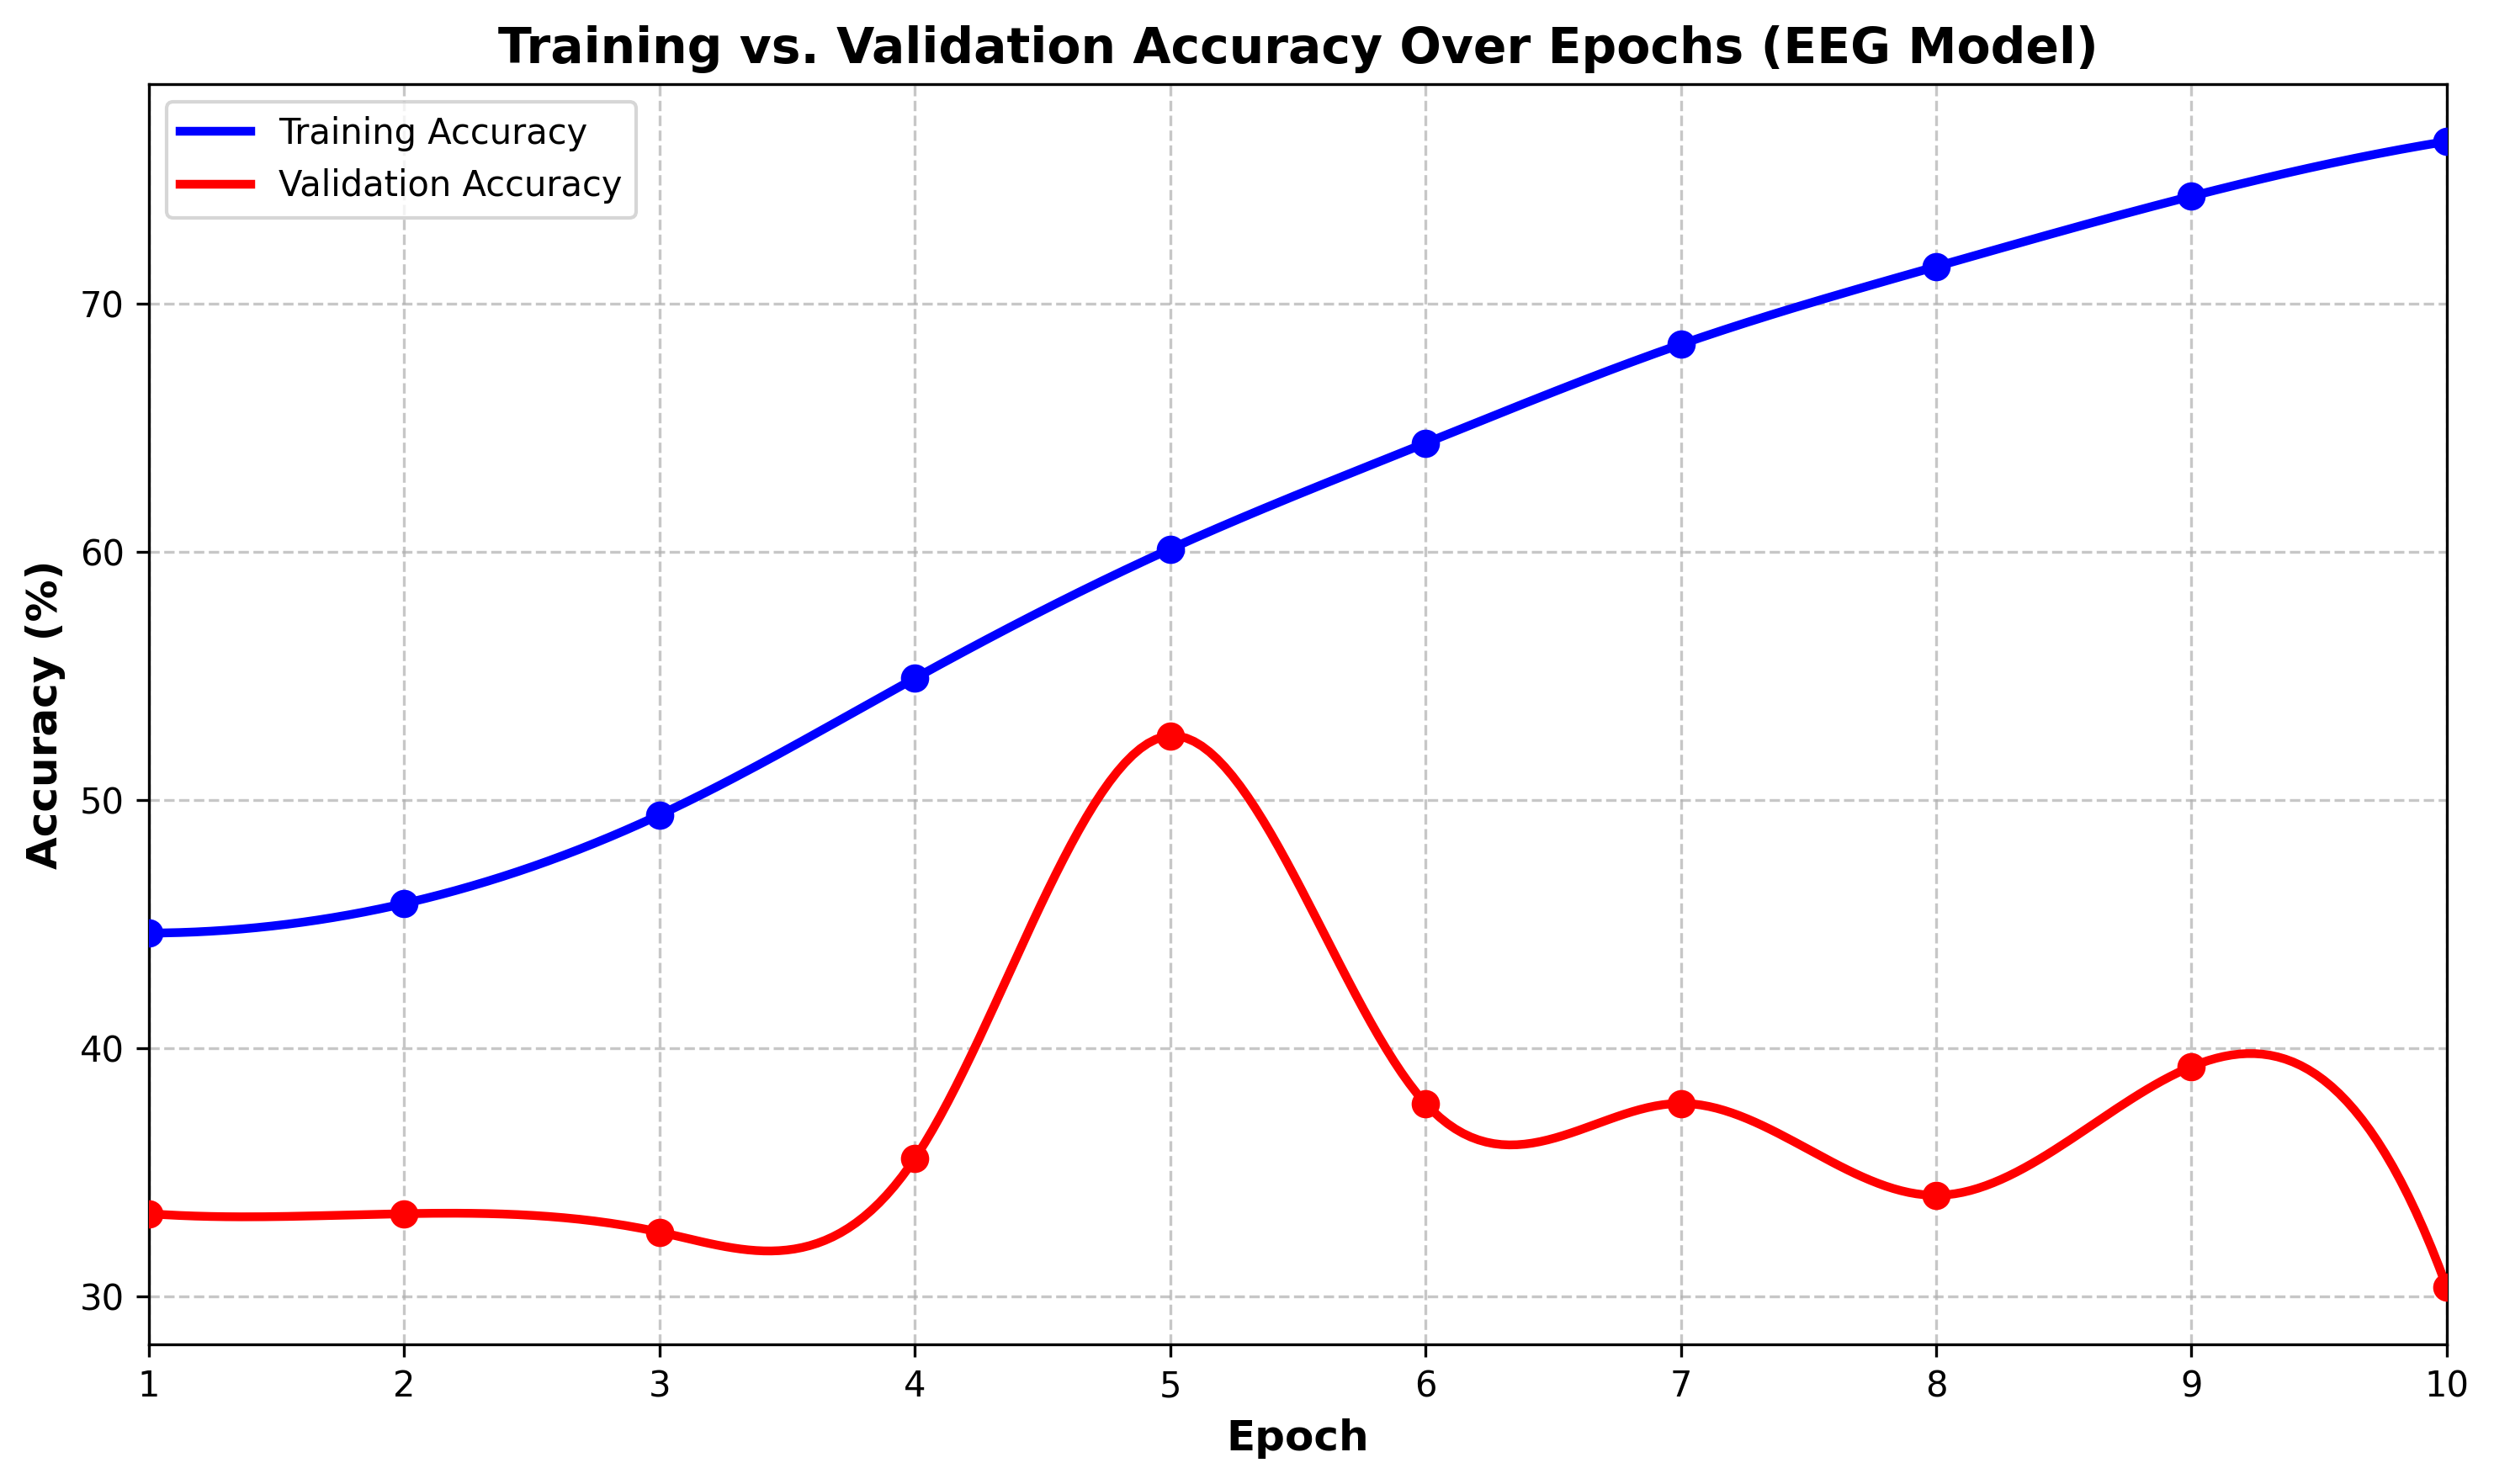 Training vs. Validation Accuracy Over Epochs (EEG Model)
Training Accuracy
Validation Accuracy
Accuracy (%)
70
60
50
40
30
1 2 3 4 5 6 7 8 9 10
Epoch